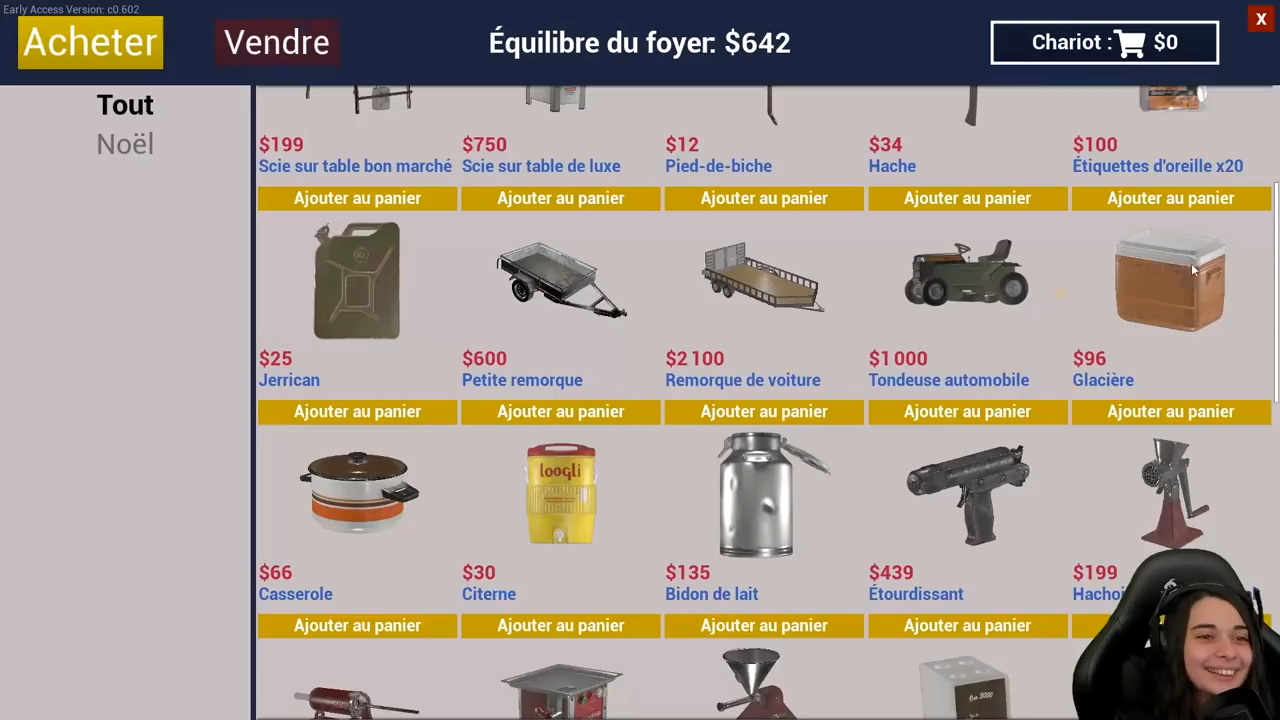 Early Access Version: c0.602
Acheter
Vendre
Équilibre du foyer: $642
Chariot : $0
X
Tout
Noël
$199 $750 $12 $34 $100
Scie sur table bon marché Scie sur table de luxe Pied-de-biche Hache Étiquettes d'oreille x20
Ajouter au panier Ajouter au panier Ajouter au panier Ajouter au panier Ajouter au panier
$25 $600 $2 100 $1 000 $96
Jerrican Petite remorque Remorque de voiture Tondeuse automobile Glacière
Ajouter au panier Ajouter au panier Ajouter au panier Ajouter au panier Ajouter au panier
loogli
$66 $30 $135 $439 $199
Casserole Citerne Bidon de lait Étourdissant
Ajouter au panier Ajouter au panier Ajouter au panier Ajouter au panier